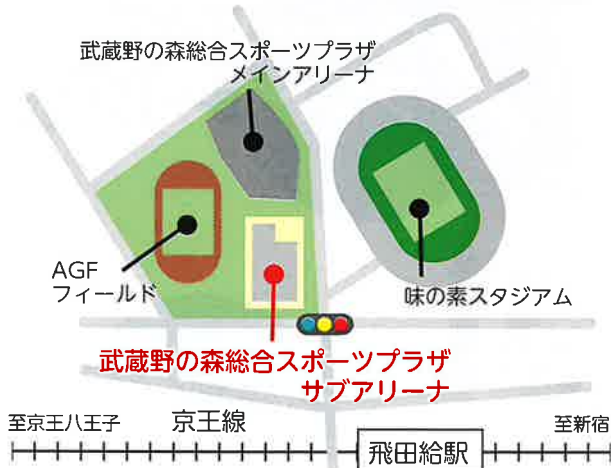 武蔵野の森総合スポーツプラザ
メインアリーナ
AGF
フィールド
味の素スタジアム
武蔵野の森総合スポーツプラザ
サブアリーナ
至京王八王子
京王線
至新宿
飛田給駅